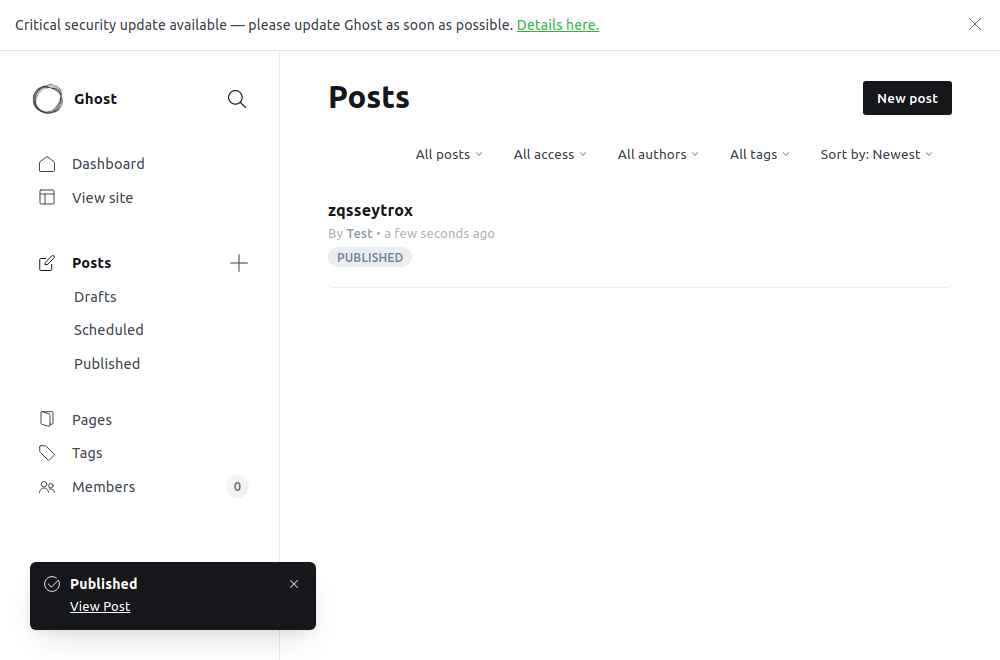 Critical security update available — please update Ghost as soon as possible. Details here.
Ghost
Dashboard
View site
Posts
Drafts
Scheduled
Published
Pages
Tags
Members 0
Published
View Post
Posts
New post
All posts All access All authors All tags Sort by: Newest
zqsseytrox
By Test • a few seconds ago
PUBLISHED